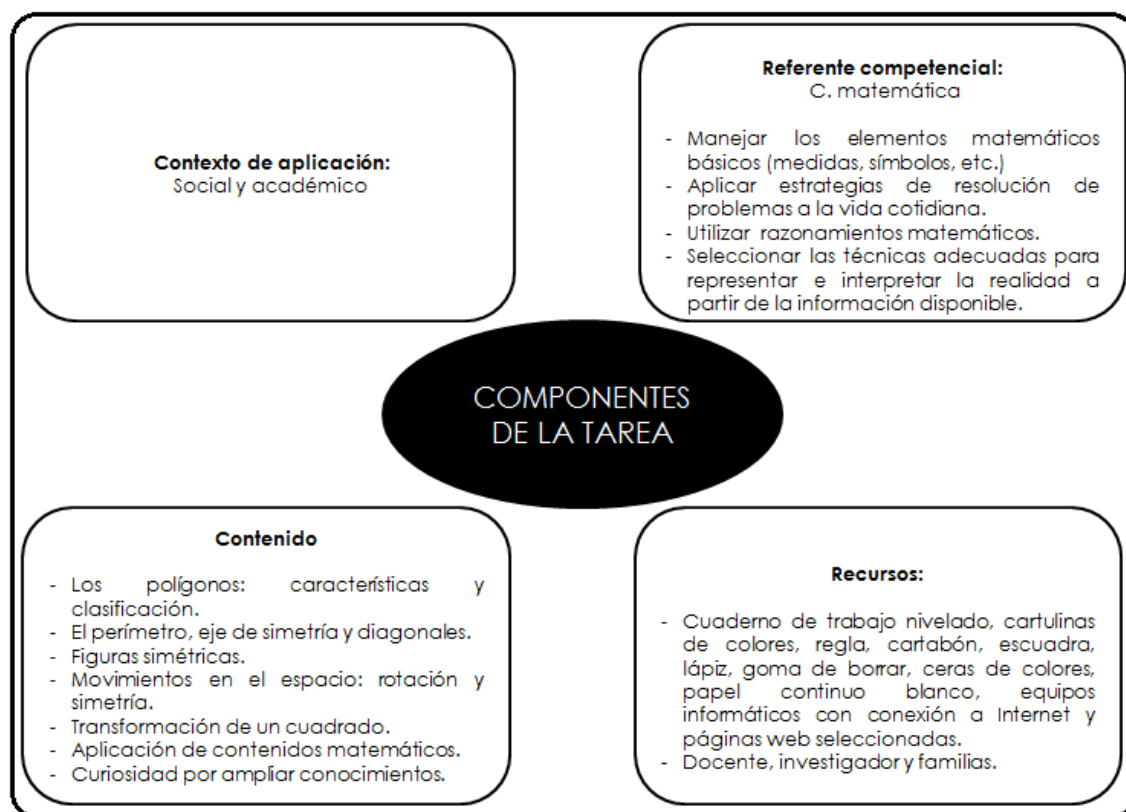 Contexto de aplicación:
Social y académico
Referente competencial:
C. matemática
- Manejar los elementos matemáticos
básicos (medidas, símbolos, etc.)
- Aplicar estrategias de resolución de
problemas a la vida cotidiana.
- Utilizar razonamientos matemáticos.
- Seleccionar las técnicas adecuadas para
representar e interpretar la realidad a
partir de la información disponible.
COMPONENTES
DE LA TAREA
Contenido
- Los polígonos: características y
clasificación.
- El perímetro, eje de simetría y diagonales.
- Figuras simétricas.
- Movimientos en el espacio: rotación y
simetría.
- Transformación de un cuadrado.
- Aplicación de contenidos matemáticos.
- Curiosidad por ampliar conocimientos.
Recursos:
- Cuaderno de trabajo nivelado, cartulinas
de colores, regla, cartabón, escuadra,
lápiz, goma de borrar, ceras de colores,
papel continuo blanco, equipos
informáticos con conexión a Internet y
páginas web seleccionadas.
- Docente, investigador y familias.